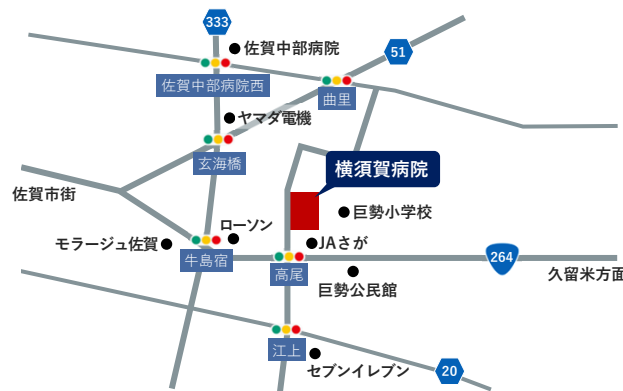 333
佐賀中部病院
51
佐賀中部病院西
曲里
ヤマダ電機
玄海橋
横須賀病院
佐賀市街
巨勢小学校
ローソン
モラージュ佐賀
JAさが
牛島宿
264
高尾
久留米方面
巨勢公民館
江上
セブンイレブン
20